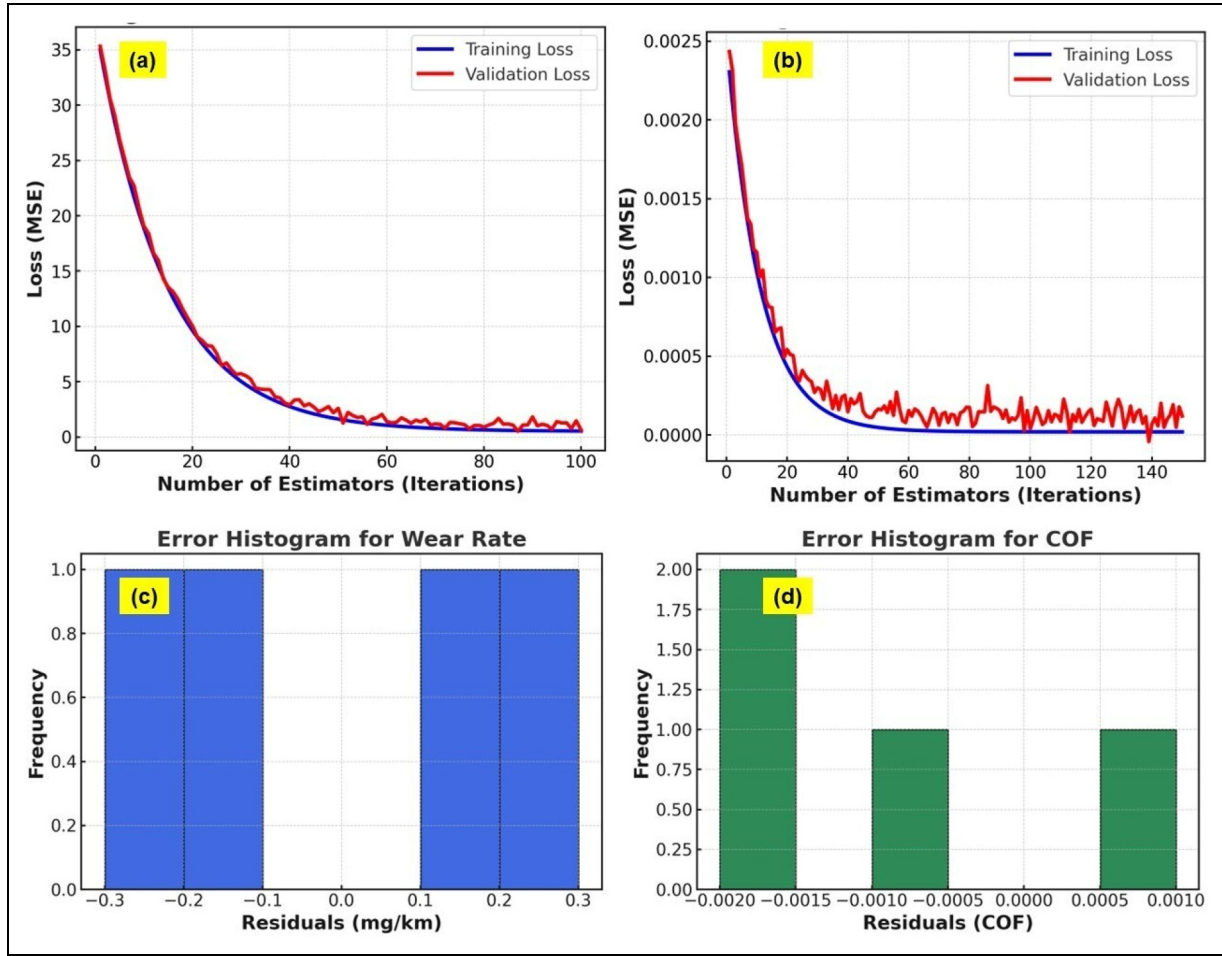 (a)
Training Loss
Validation Loss
35
30
25
20
15
10
5
0
Loss (MSE)
0 20 40 60 80 100
Number of Estimators (Iterations)
(b)
Training Loss
Validation Loss
0.0025
0.0020
0.0015
0.0010
0.0005
0.0000
Loss (MSE)
0 20 40 60 80 100 120 140
Number of Estimators (Iterations)
Error Histogram for Wear Rate
(c)
1.0
0.8
0.6
0.4
0.2
0.0
Frequency
−0.3 −0.2 −0.1 0.0 0.1 0.2 0.3
Residuals (mg/km)
Error Histogram for COF
(d)
2.00
1.75
1.50
1.25
1.00
0.75
0.50
0.25
0.00
Frequency
−0.0020 −0.0015 −0.0010 −0.0005 0.0000 0.0005 0.0010
Residuals (COF)